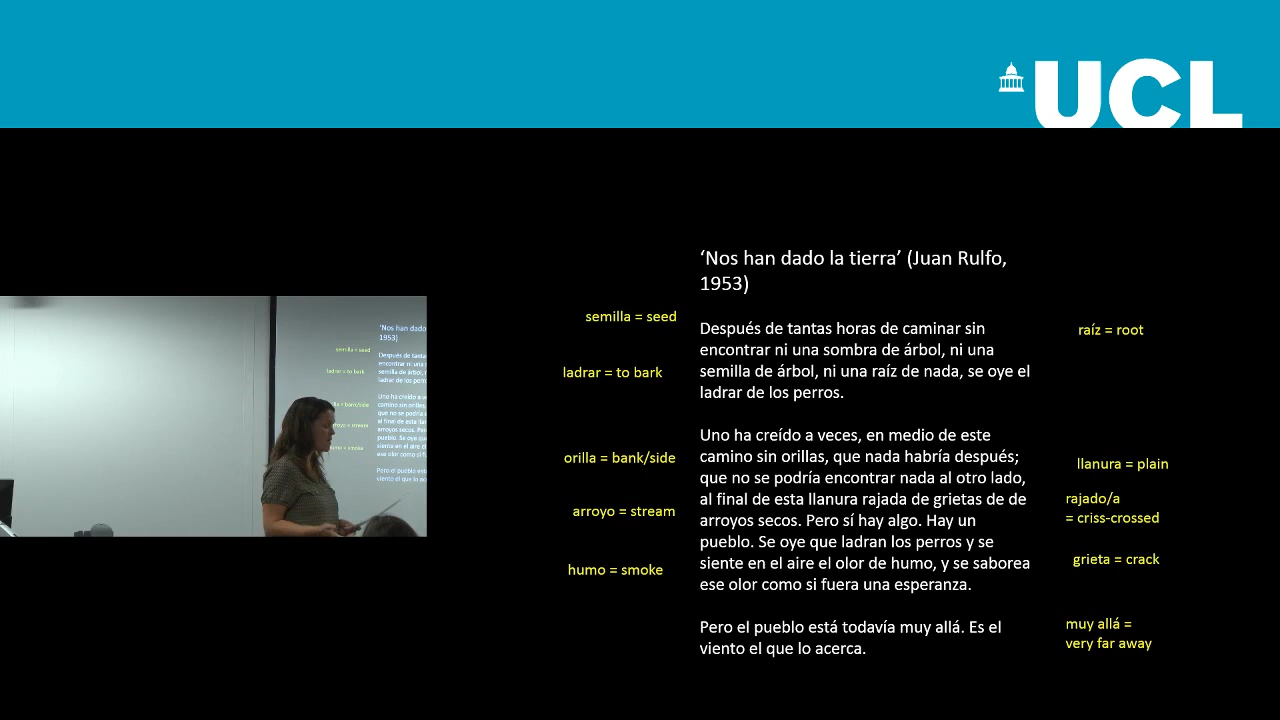 UCL
‘Nos han dado la tierra’ (Juan Rulfo,
1953)
semilla = seed
ladrar = to bark
orilla = bank/side
arroyo = stream
humo = smoke
Después de tantas horas de caminar sin
encontrar ni una sombra de árbol, ni una
semilla de árbol, ni una raíz de nada, se oye el
ladrar de los perros.
Uno ha creído a veces, en medio de este
camino sin orillas, que nada habría después;
que no se podría encontrar nada al otro lado,
al final de esta llanura rajada de grietas de de
arroyos secos. Pero sí hay algo. Hay un
pueblo. Se oye que ladran los perros y se
siente en el aire el olor de humo, y se saborea
ese olor como si fuera una esperanza.
Pero el pueblo está todavía muy allá. Es el
viento el que lo acerca.
raíz = root
llanura = plain
rajado/a
= criss-crossed
grieta = crack
muy allá =
very far away